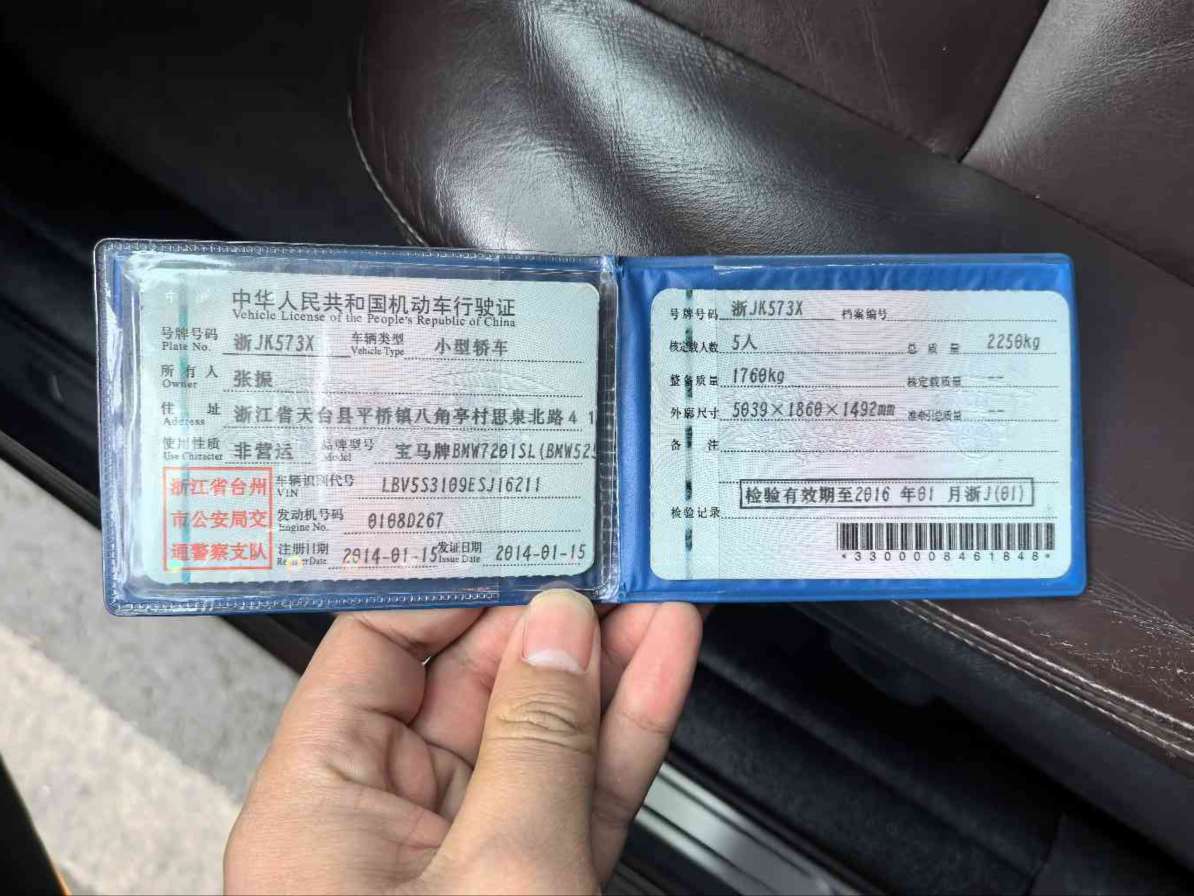 中华人民共和国机动车行驶证
Vehicle License of the People's Republic of China
号牌号码 浙JK573X 车辆类型 小型轿车
Plate No. Vehicle Type
所有人 张振
Owner
住址 浙江省天台县平桥镇八角亭村思泉北路41
Address
使用性质 非营运 品牌型号 宝马牌BMW7201SL(BMW525
Use Character Model
浙江省台州
市公安局交
通警察支队
车辆识别代号 LBV5S3109ESJ16211
VIN
发动机号码 0108D267
Engine No.
注册日期 2014-01-15 发证日期 2014-01-15
Register Date Issue Date
号牌号码 浙JK573X 档案编号
核定载人数 5人 总质量 2250kg
整备质量 1760kg 核定载质量 --
外廓尺寸 5039×1860×1492mm 准牵引总质量 --
备注
检验有效期至2016年01月浙J(01)
检验记录
*3300008461848*